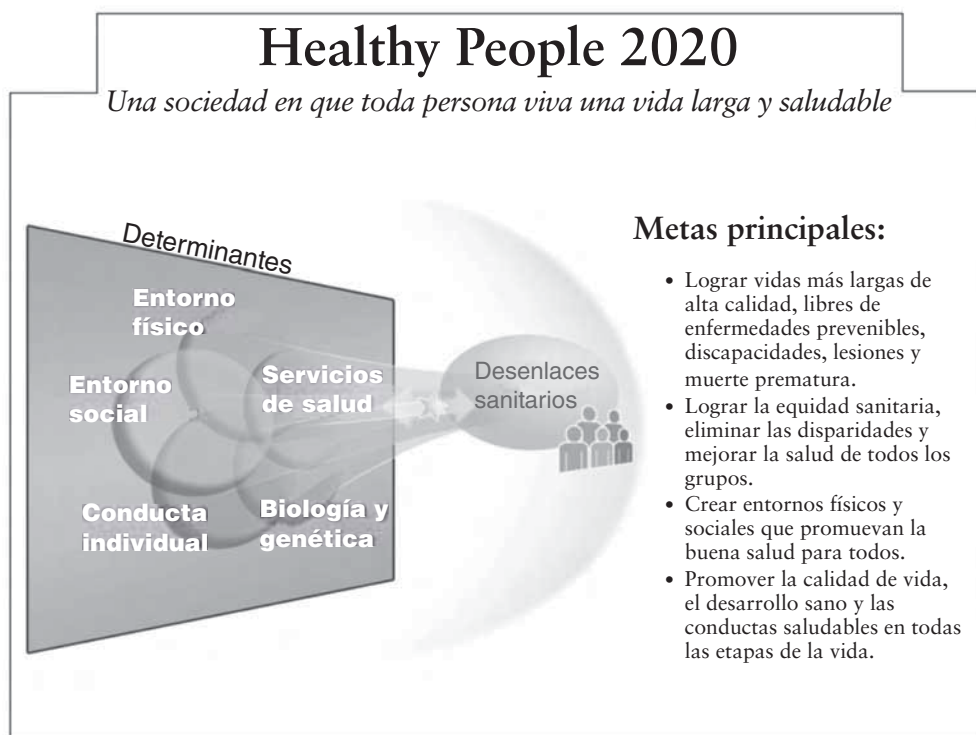 Healthy People 2020
Una sociedad en que toda persona viva una vida larga y saludable
Determinantes
Entorno
físico
Entorno
social
Servicios
de salud
Conducta
individual
Biología y
genética
Desenlaces
sanitarios
Metas principales:
• Lograr vidas más largas de
alta calidad, libres de
enfermedades prevenibles,
discapacidades, lesiones y
muerte prematura.
• Lograr la equidad sanitaria,
eliminar las disparidades y
mejorar la salud de todos los
grupos.
• Crear entornos físicos y
sociales que promuevan la
buena salud para todos.
• Promover la calidad de vida,
el desarrollo sano y las
conductas saludables en todas
las etapas de la vida.